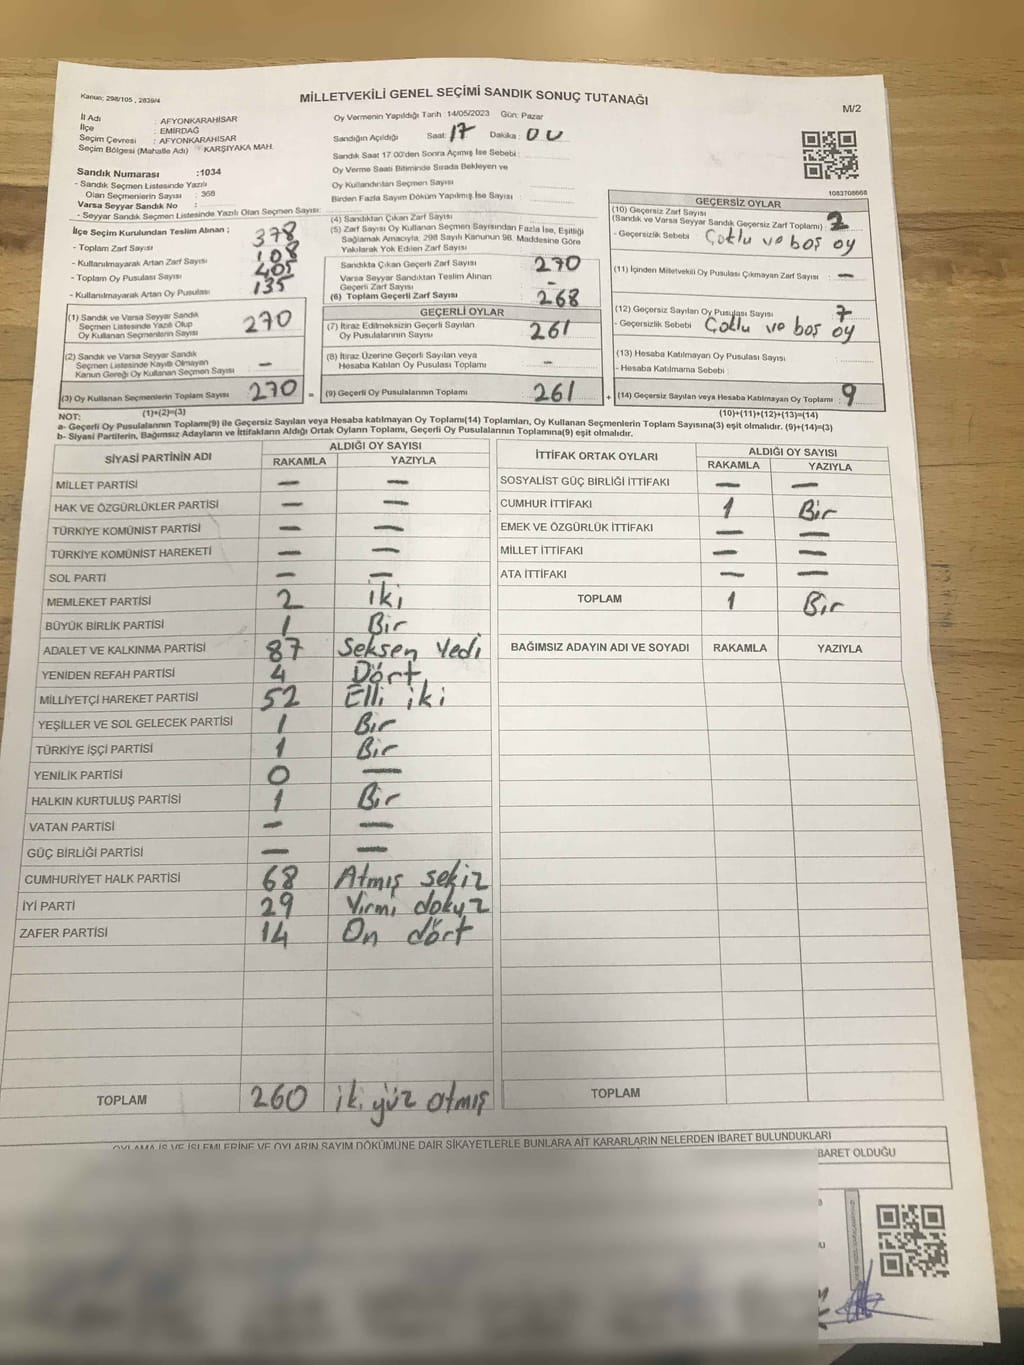 Kanun; 298/105 , 2839/4
MİLLETVEKİLİ GENEL SEÇİMİ SANDIK SONUÇ TUTANAĞI
M/2
İl Adı : AFYONKARAHİSAR
İlçe : EMİRDAĞ
Seçim Çevresi : AFYONKARAHİSAR
Seçim Bölgesi (Mahalle Adı) KARŞIYAKA MAH.
Sandık Numarası :1034
- Sandık Seçmen Listesinde Yazılı
Olan Seçmenlerin Sayısı : 368
Varsa Seyyar Sandık No :
- Seyyar Sandık Seçmen Listesinde Yazılı Olan Seçmen Sayısı:
İlçe Seçim Kurulundan Teslim Alınan ;
- Toplam Zarf Sayısı 378
- Kullanılmayarak Artan Zarf Sayısı 108
- Toplam Oy Pusulası Sayısı 405
- Kullanılmayarak Artan Oy Pusulası 135
Oy Vermenin Yapıldığı Tarih :14/05/2023 Gün: Pazar
Sandığın Açıldığı Saat: 17 Dakika : 00
Sandık Saat 17:00'den Sonra Açımış İse Sebebi :
Oy Verme Saati Bitiminde Sırada Bekleyen ve
Oy Kullandırılan Seçmen Sayısı
Birden Fazla Sayım Döküm Yapılmış İse Sayısı :
(4) Sandıktan Çıkan Zarf Sayısı
(5) Zarf Sayısı Oy Kullanan Seçmen Sayısından Fazla İse, Eşitliği
Sağlamak Amacıyla, 298 Sayılı Kanunun 98. Maddesine Göre
Yakılarak Yok Edilen Zarf Sayısı
Sandıkta Çıkan Geçerli Zarf Sayısı 270
Varsa Seyyar Sandıktan Teslim Alınan
Geçerli Zarf Sayısı -
(6) Toplam Geçerli Zarf Sayısı 268
1083708668
GEÇERSİZ OYLAR
(10) Geçersiz Zarf Sayısı
(Sandık ve Varsa Seyyar Sandık Geçersiz Zarf Toplamı) : 2
- Geçersizlik Sebebi : Çoklu ve boş oy
(11) İçinden Milletvekili Oy Pusulası Çıkmayan Zarf Sayısı : -
(12) Geçersiz Sayılan Oy Pusulası Sayısı : 7
- Geçersizlik Sebebi : Çoklu ve boş oy
(13) Hesaba Katılmayan Oy Pusulası Sayısı
- Hesaba Katılmama Sebebi :
(1) Sandık ve Varsa Seyyar Sandık
Seçmen Listesinde Yazılı Olup
Oy Kullanan Seçmenlerin Sayısı 270
(2) Sandık ve Varsa Seyyar Sandık
Seçmen Listesinde Kayıtlı Olmayan
Kanun Gereği Oy Kullanan Seçmen Sayısı -
(3) Oy Kullanan Seçmenlerin Toplam Sayısı 270 =
GEÇERLİ OYLAR
(7) İtiraz Edilmeksizin Geçerli Sayılan
Oy Pusulalarının Sayısı 261
(8) İtiraz Üzerine Geçerli Sayılan veya
Hesaba Katılan Oy Pusulası Toplamı -
(9) Geçerli Oy Pusulalarının Toplamı 261 +
(14) Geçersiz Sayılan veya Hesaba Katılmayan Oy Toplamı : 9
NOT: (1)+(2)=(3) (10)+(11)+(12)+(13)=(14)
a- Geçerli Oy Pusulalarının Toplamı(9) ile Geçersiz Sayılan veya Hesaba katılmayan Oy Toplamı(14) Toplamları, Oy Kullanan Seçmenlerin Toplam Sayısına(3) eşit olmalıdır. (9)+(14)=(3)
b- Siyasi Partilerin, Bağımsız Adayların ve İttifakların Aldığı Ortak Oyların Toplamı, Geçerli Oy Pusulalarının Toplamına(9) eşit olmalıdır.
SİYASİ PARTİNİN ADI ALDIĞI OY SAYISI
RAKAMLA YAZIYLA
MİLLET PARTİSİ - -
HAK VE ÖZGÜRLÜKLER PARTİSİ - -
TÜRKİYE KOMÜNİST PARTİSİ - -
TÜRKİYE KOMÜNİST HAREKETİ - -
SOL PARTİ - -
MEMLEKET PARTİSİ 2 iki
BÜYÜK BİRLİK PARTİSİ 1 Bir
ADALET VE KALKINMA PARTİSİ 87 Seksen Yedi
YENİDEN REFAH PARTİSİ 4 Dört
MİLLİYETÇİ HAREKET PARTİSİ 52 Elli iki
YEŞİLLER VE SOL GELECEK PARTİSİ 1 Bir
TÜRKİYE İŞÇİ PARTİSİ 1 Bir
YENİLİK PARTİSİ 0 -
HALKIN KURTULUŞ PARTİSİ 1 Bir
VATAN PARTİSİ - -
GÜÇ BİRLİĞİ PARTİSİ - -
CUMHURİYET HALK PARTİSİ 68 Atmış sekiz
İYİ PARTİ 29 Yirmi dokuz
ZAFER PARTİSİ 14 On dört
TOPLAM 260 iki yüz atmış
İTTİFAK ORTAK OYLARI ALDIĞI OY SAYISI
RAKAMLA YAZIYLA
SOSYALİST GÜÇ BİRLİĞİ İTTİFAKI - -
CUMHUR İTTİFAKI 1 Bir
EMEK VE ÖZGÜRLÜK İTTİFAKI - -
MİLLET İTTİFAKI - -
ATA İTTİFAKI - -
TOPLAM 1 Bir
BAĞIMSIZ ADAYIN ADI VE SOYADI RAKAMLA YAZIYLA
TOPLAM
OYLAMA İŞ VE İŞLEMLERİNE VE OYLARIN SAYIM DÖKÜMÜNE DAİR ŞİKAYETLERLE BUNLARA AİT KARARLARIN NELERDEN İBARET BULUNDUKLARI
BARET OLDUĞU